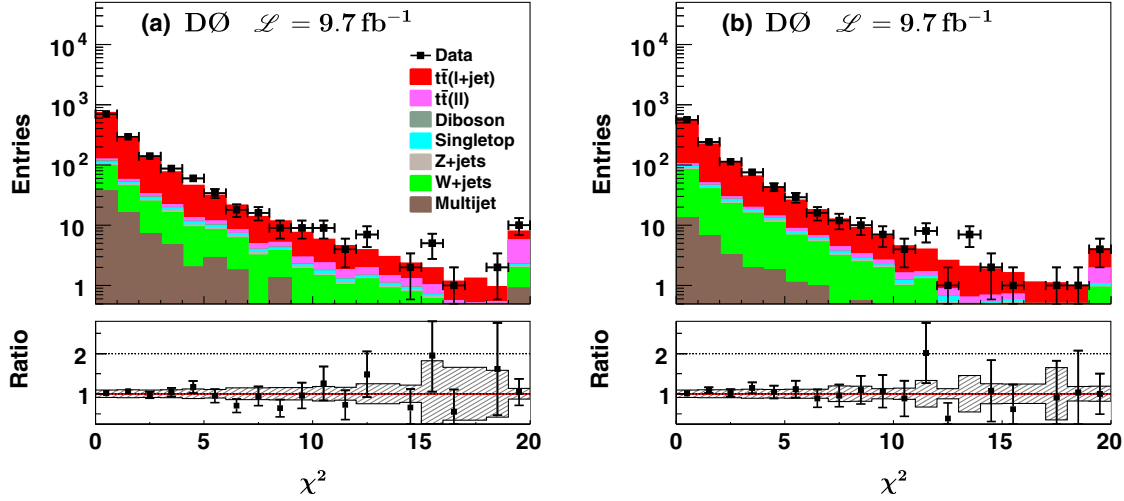 (a) DØ ℒ = 9.7 fb⁻¹
Entries
10⁴
10³
10²
10
1
Data
tt̄(l+jet)
tt̄(ll)
Diboson
Singletop
Z+jets
W+jets
Multijet
Ratio
2
1
0 5 10 15 20
χ²
(b) DØ ℒ = 9.7 fb⁻¹
Entries
10⁴
10³
10²
10
1
Ratio
2
1
0 5 10 15 20
χ²